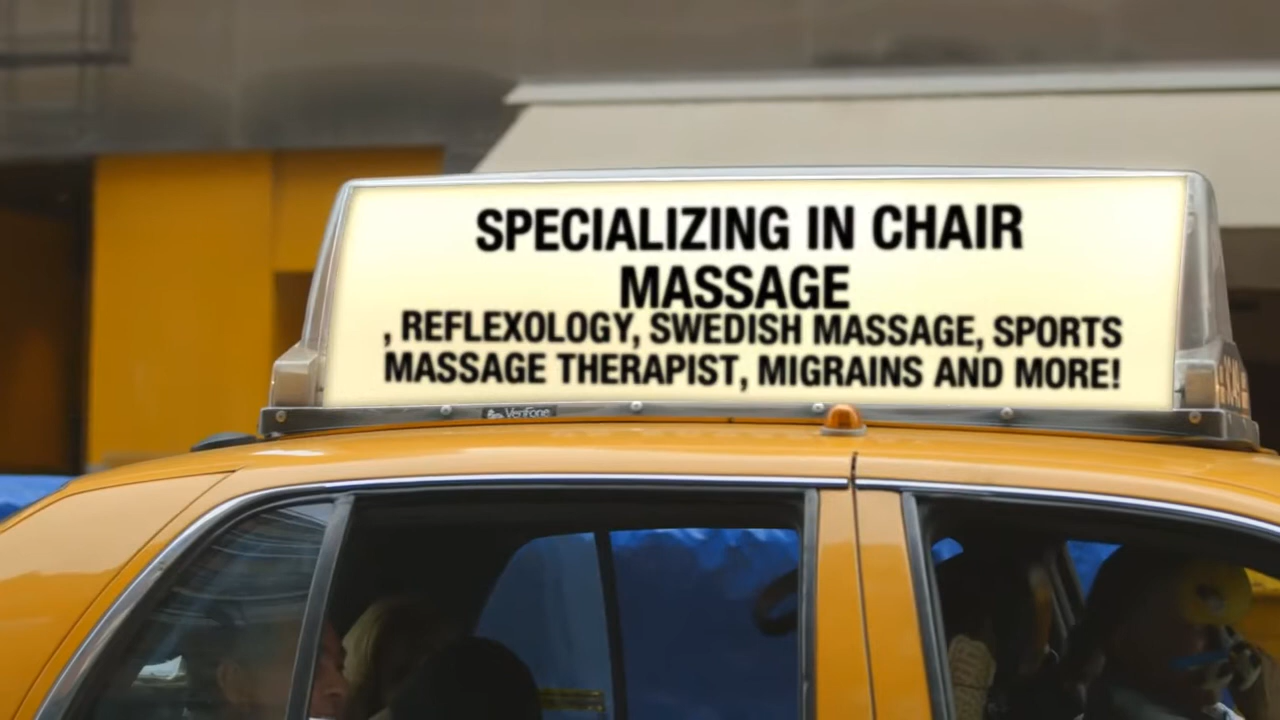 SPECIALIZING IN CHAIR
MASSAGE
, REFLEXOLOGY, SWEDISH MASSAGE, SPORTS
MASSAGE THERAPIST, MIGRAINS AND MORE!
VeriFone